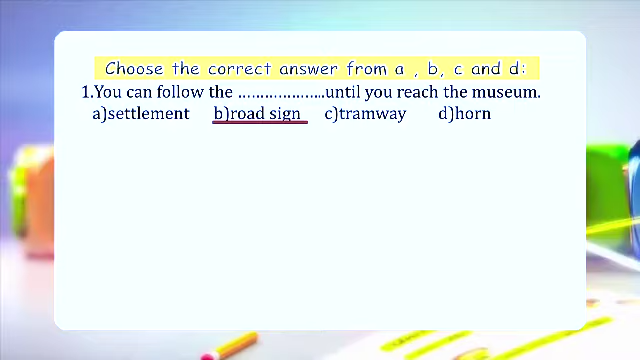 Choose the correct answer from a , b, c and d:
1.You can follow the ………………..until you reach the museum.
a)settlement b)road sign c)tramway d)horn